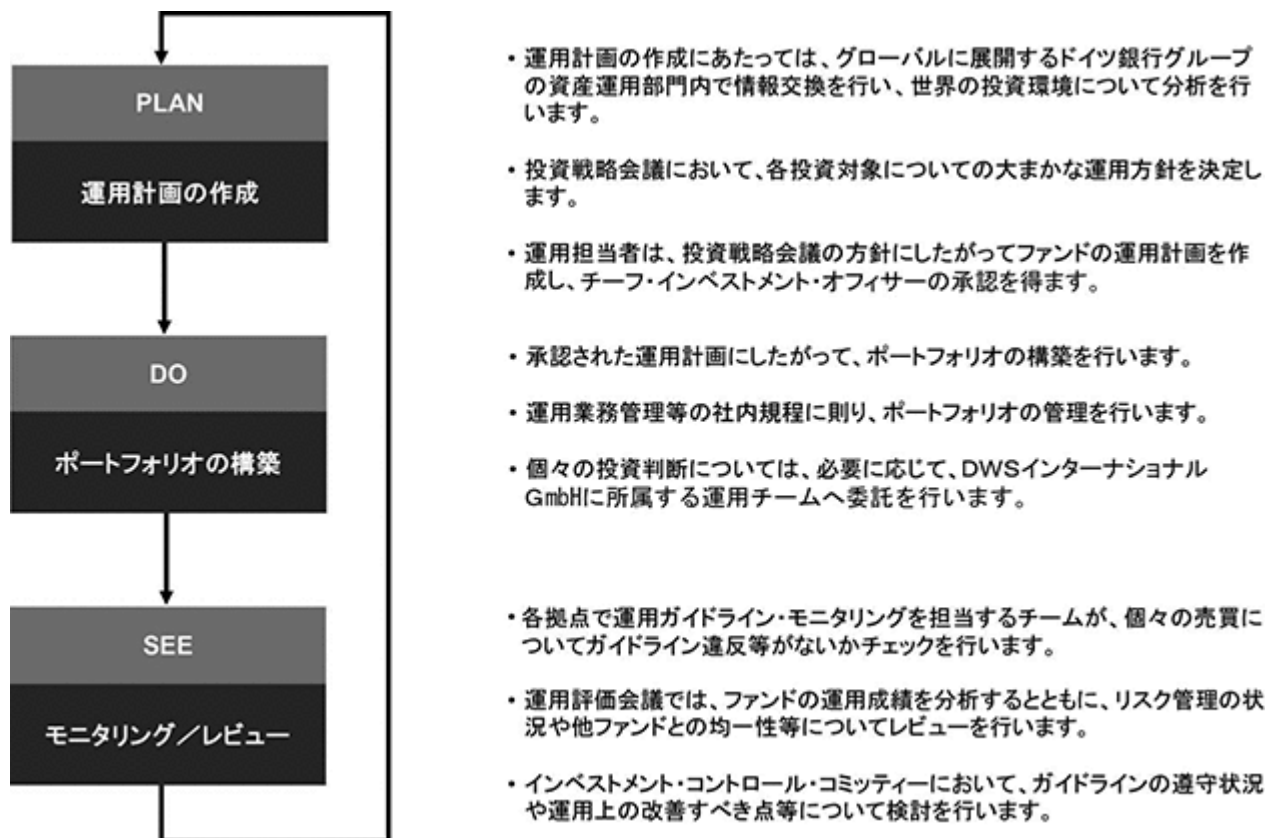 PLAN
運用計画の作成
・運用計画の作成にあたっては、グローバルに展開するドイツ銀行グループ
の資産運用部門内で情報交換を行い、世界の投資環境について分析を行
います。
・投資戦略会議において、各投資対象についての大まかな運用方針を決定し
ます。
・運用担当者は、投資戦略会議の方針にしたがってファンドの運用計画を作
成し、チーフ・インベストメント・オフィサーの承認を得ます。
DO
ポートフォリオの構築
・承認された運用計画にしたがって、ポートフォリオの構築を行います。
・運用業務管理等の社内規程に則り、ポートフォリオの管理を行います。
・個々の投資判断については、必要に応じて、DWSインターナショナル
GmbHに所属する運用チームへ委託を行います。
SEE
モニタリング／レビュー
・各拠点で運用ガイドライン・モニタリングを担当するチームが、個々の売買に
ついてガイドライン違反等がないかチェックを行います。
・運用評価会議では、ファンドの運用成績を分析するとともに、リスク管理の状
況や他ファンドとの均一性等についてレビューを行います。
・インベストメント・コントロール・コミッティーにおいて、ガイドラインの遵守状況
や運用上の改善すべき点等について検討を行います。